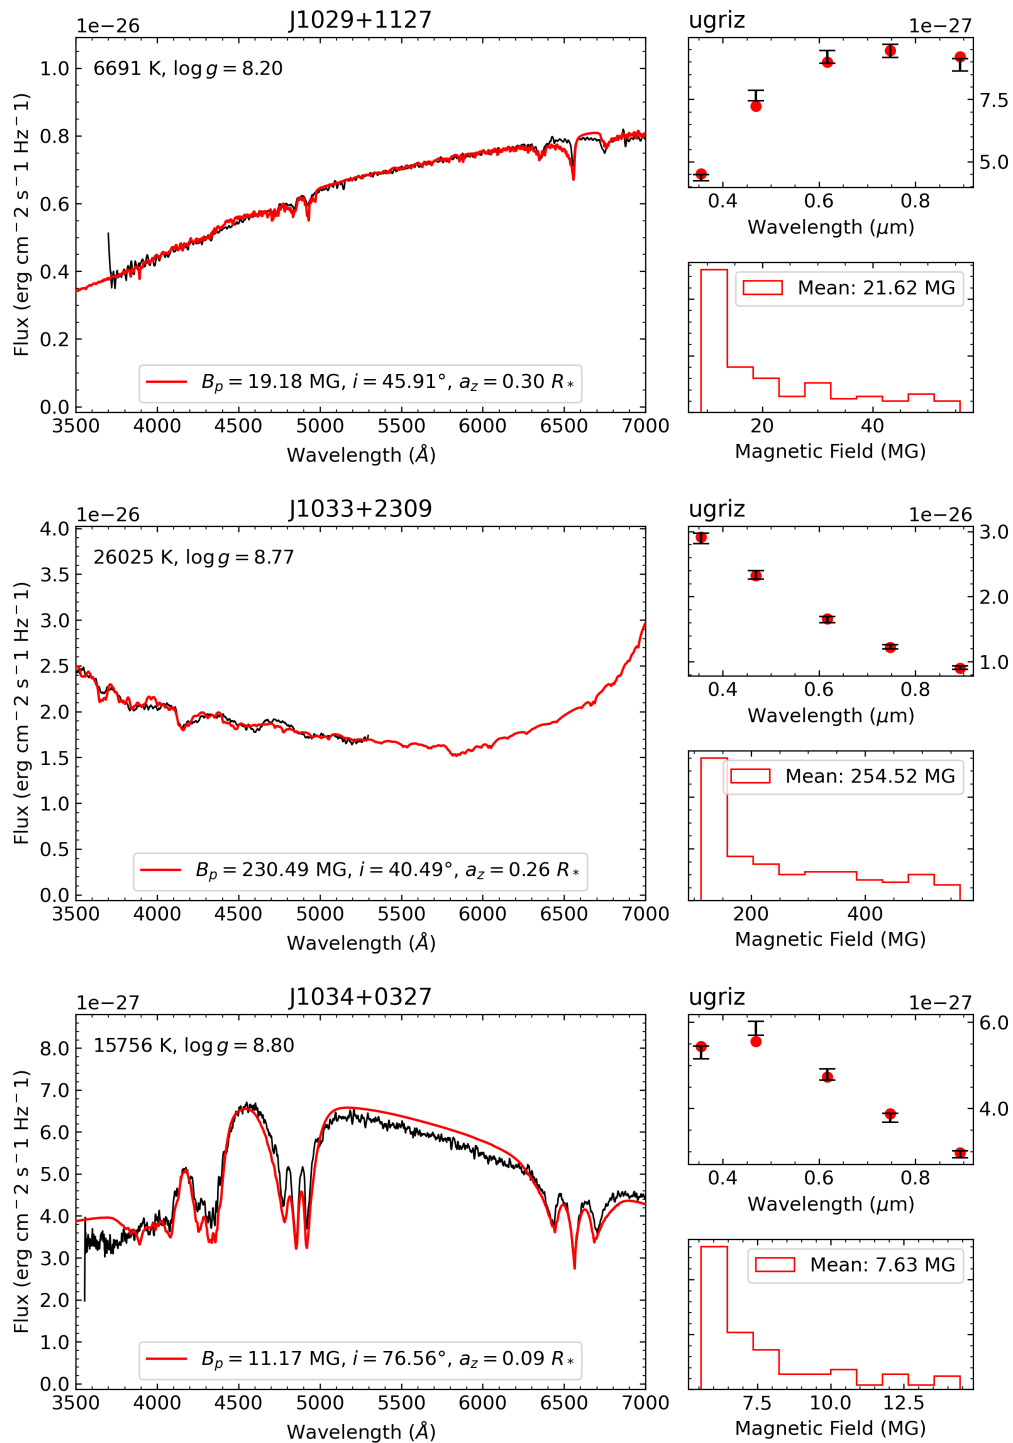 J1029+1127
1e−26
6691 K, log g = 8.20
1.0
0.8
0.6
0.4
0.2
0.0
Flux (erg cm−2 s−1 Hz−1)
B_p = 19.18 MG, i = 45.91°, a_z = 0.30 R_*
3500 4000 4500 5000 5500 6000 6500 7000
Wavelength (Å)
ugriz
1e−27
7.5
5.0
0.4 0.6 0.8
Wavelength (μm)
Mean: 21.62 MG
20 40
Magnetic Field (MG)
J1033+2309
1e−26
26025 K, log g = 8.77
4.0
3.5
3.0
2.5
2.0
1.5
1.0
0.5
0.0
Flux (erg cm−2 s−1 Hz−1)
B_p = 230.49 MG, i = 40.49°, a_z = 0.26 R_*
3500 4000 4500 5000 5500 6000 6500 7000
Wavelength (Å)
ugriz
1e−26
3.0
2.0
1.0
0.4 0.6 0.8
Wavelength (μm)
Mean: 254.52 MG
200 400
Magnetic Field (MG)
J1034+0327
1e−27
15756 K, log g = 8.80
8.0
7.0
6.0
5.0
4.0
3.0
2.0
1.0
0.0
Flux (erg cm−2 s−1 Hz−1)
B_p = 11.17 MG, i = 76.56°, a_z = 0.09 R_*
3500 4000 4500 5000 5500 6000 6500 7000
Wavelength (Å)
ugriz
1e−27
6.0
4.0
0.4 0.6 0.8
Wavelength (μm)
Mean: 7.63 MG
7.5 10.0 12.5
Magnetic Field (MG)